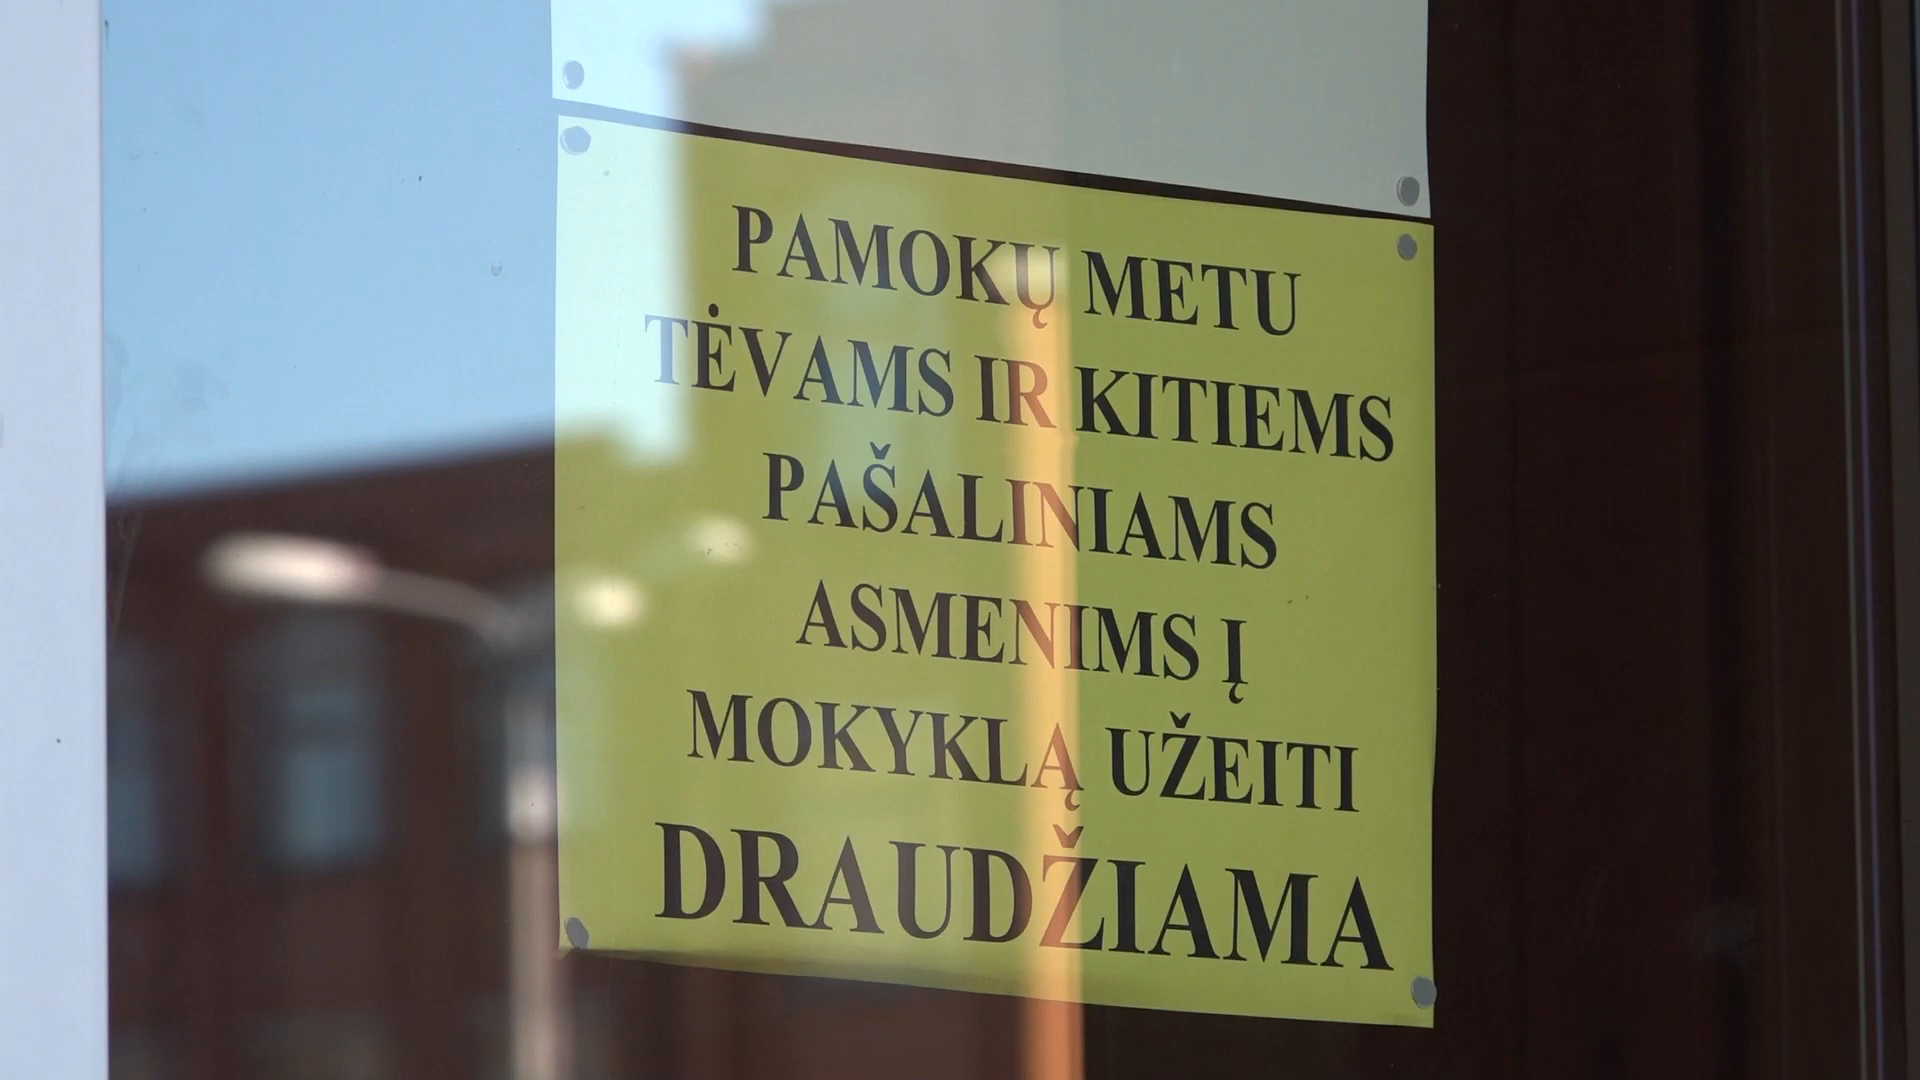 PAMOKŲ METU
TĖVAMS IR KITIEMS
PAŠALINIAMS
ASMENIMS Į
MOKYKLĄ UŽEITI
DRAUDŽIAMA